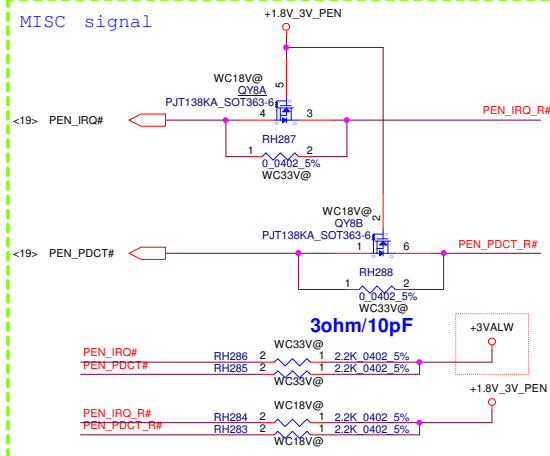 MISC signal
+1.8V_3V_PEN
WC18V@
QY8A
PJT138KA_SOT363-6
5
4
3
<19> PEN_IRQ#
PEN_IRQ_R#
RH287
1 2
0_0402_5%
WC33V@
WC18V@
QY8B
PJT138KA_SOT363-6
2
1
6
<19> PEN_PDCT#
PEN_PDCT_R#
RH288
1 2
0_0402_5%
WC33V@
3ohm/10pF
+3VALW
WC33V@
PEN_IRQ# RH286 2 1 2.2K_0402_5%
PEN_PDCT# RH285 2 1 2.2K_0402_5%
WC33V@
+1.8V_3V_PEN
WC18V@
PEN_IRQ_R# RH284 2 1 2.2K_0402_5%
PEN_PDCT_R# RH283 2 1 2.2K_0402_5%
WC18V@